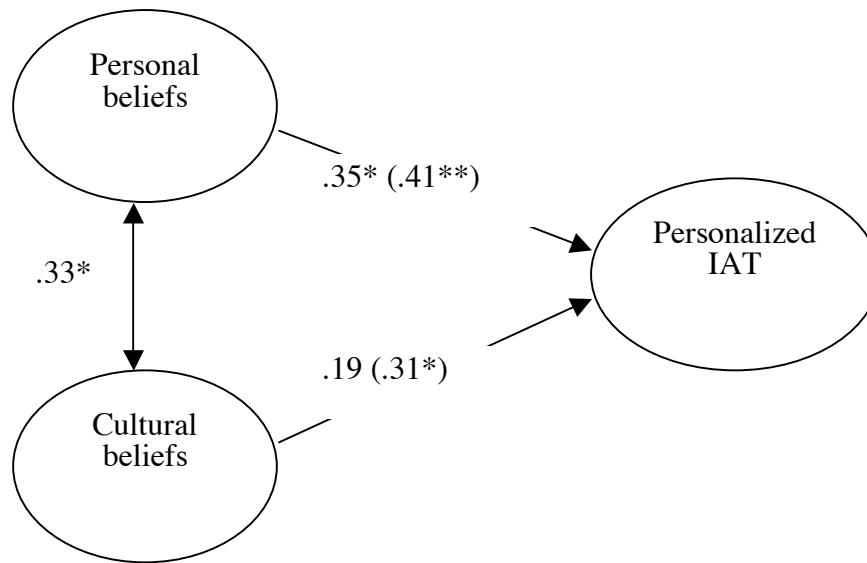 Personal
beliefs
.35* (.41**)
Personalized
IAT
.33*
.19 (.31*)
Cultural
beliefs